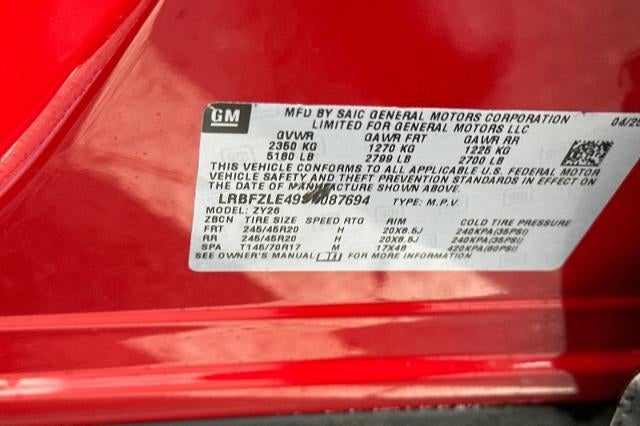 GM
MFD BY SAIC GENERAL MOTORS CORPORATION
LIMITED FOR GENERAL MOTORS LLC
04/25
GVWR GAWR FRT GAWR RR
2350 KG 1270 KG 1225 KG
5180 LB 2799 LB 2700 LB
THIS VEHICLE CONFORMS TO ALL APPLICABLE U.S. FEDERAL MOTOR
VEHICLE SAFETY, BUMPER, AND THEFT PREVENTION STANDARDS IN EFFECT ON
THE DATE OF MANUFACTURE SHOWN ABOVE.
TYPE: M.P.V.
MODEL: ZY26
ZBCN TIRE SIZE SPEED RTG RIM COLD TIRE PRESSURE
FRT 245/45R20 H 20X8.5J 240KPA(35PSI)
RR 245/45R20 H 20X8.5J 240KPA(35PSI)
SPA T145/70R17 M 17X4B 420KPA(60PSI)
SEE OWNER'S MANUAL FOR MORE INFORMATION